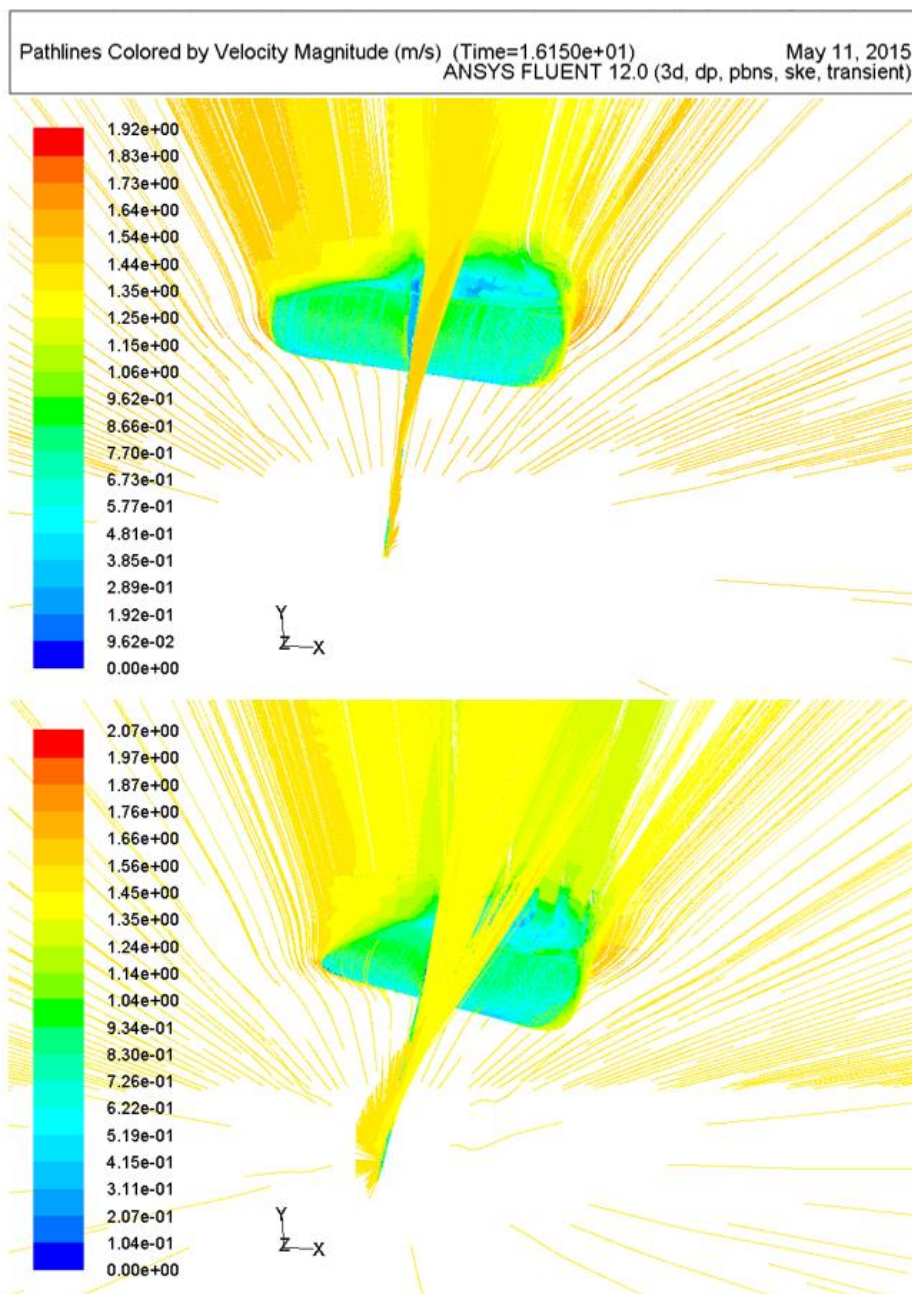 Pathlines Colored by Velocity Magnitude (m/s) (Time=1.6150e+01) May 11, 2015
ANSYS FLUENT 12.0 (3d, dp, pbns, ske, transient)
1.92e+00
1.83e+00
1.73e+00
1.64e+00
1.54e+00
1.44e+00
1.35e+00
1.25e+00
1.15e+00
1.06e+00
9.62e-01
8.66e-01
7.70e-01
6.73e-01
5.77e-01
4.81e-01
3.85e-01
2.89e-01
1.92e-01
9.62e-02
0.00e+00
Y
Z X
2.07e+00
1.97e+00
1.87e+00
1.76e+00
1.66e+00
1.56e+00
1.45e+00
1.35e+00
1.24e+00
1.14e+00
1.04e+00
9.34e-01
8.30e-01
7.26e-01
6.22e-01
5.19e-01
4.15e-01
3.11e-01
2.07e-01
1.04e-01
0.00e+00
Y
Z X